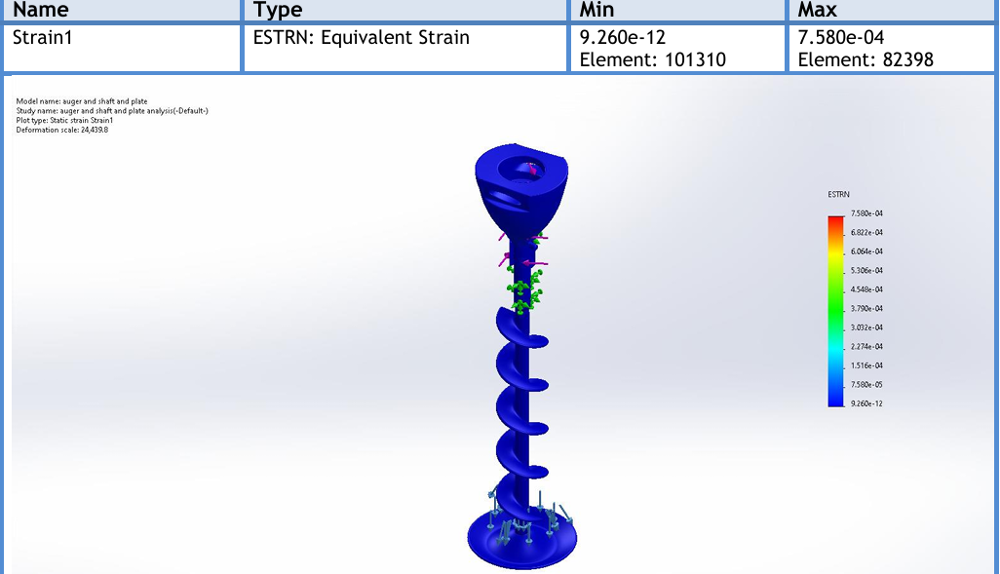 Name Type Min Max
Strain1 ESTRN: Equivalent Strain 9.260e-12 7.580e-04
Element: 101310 Element: 82398
Model name: auger and shaft and plate
Study name: auger and shaft and plate analysis(-Default-)
Plot type: Static strain Strain1
Deformation scale: 24,439.8
ESTRN
7.580e-04
6.822e-04
6.064e-04
5.306e-04
4.548e-04
3.790e-04
3.032e-04
2.274e-04
1.516e-04
7.580e-05
9.260e-12